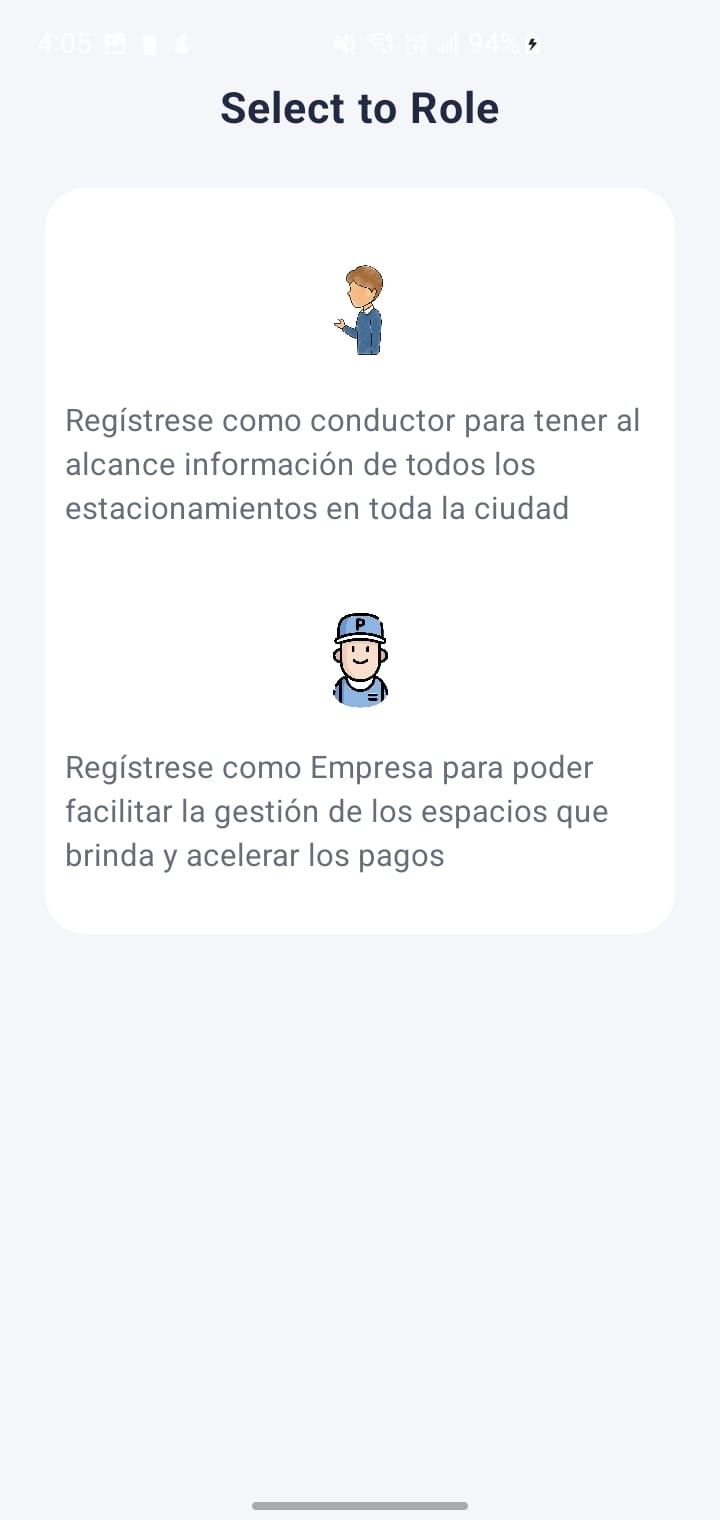 4:05 94%
Select to Role
Regístrese como conductor para tener al
alcance información de todos los
estacionamientos en toda la ciudad
P
Regístrese como Empresa para poder
facilitar la gestión de los espacios que
brinda y acelerar los pagos